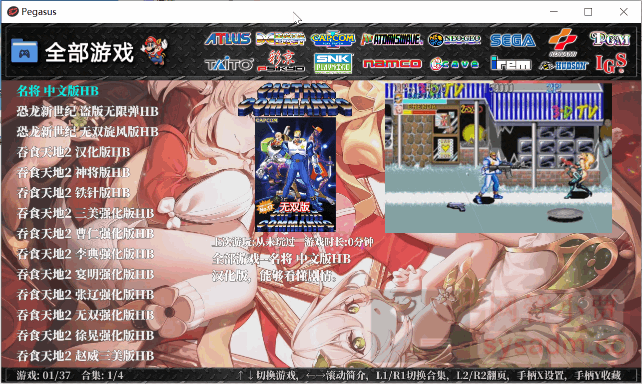 Pegasus
全部游戏
ATLUS
CAPCOM
NEO·GEO
SEGA
KONAMI
PGM
TAITO
彩京
PSIKYO
SNK
PLAYMORE
namco
Cave
irem
HUDSON
IGS
名将 中文版HB
恐龙新世纪 盗版无限弹HB
恐龙新世纪 无双旋风版HB
吞食天地2 汉化版HB
吞食天地2 神将版HB
吞食天地2 铁针版HB
吞食天地2 三美强化版HB
吞食天地2 曹仁强化版HB
吞食天地2 李典强化版HB
吞食天地2 宴明强化版HB
吞食天地2 张辽强化版HB
吞食天地2 无双强化版HB
吞食天地2 徐晃强化版HB
吞食天地2 赵威三美版HB
CAPTAIN
COMMANDO
CAPCOM
无双版
上次游玩:从未玩过 游戏时长:0分钟
全部游戏-名将 中文版HB
汉化版，能够看懂剧情。
游戏: 01/37 合集: 1/4
↑↓切换游戏，←→滚动简介，L1/R1切换合集，L2/R2翻页，手柄X设置，手柄Y收藏